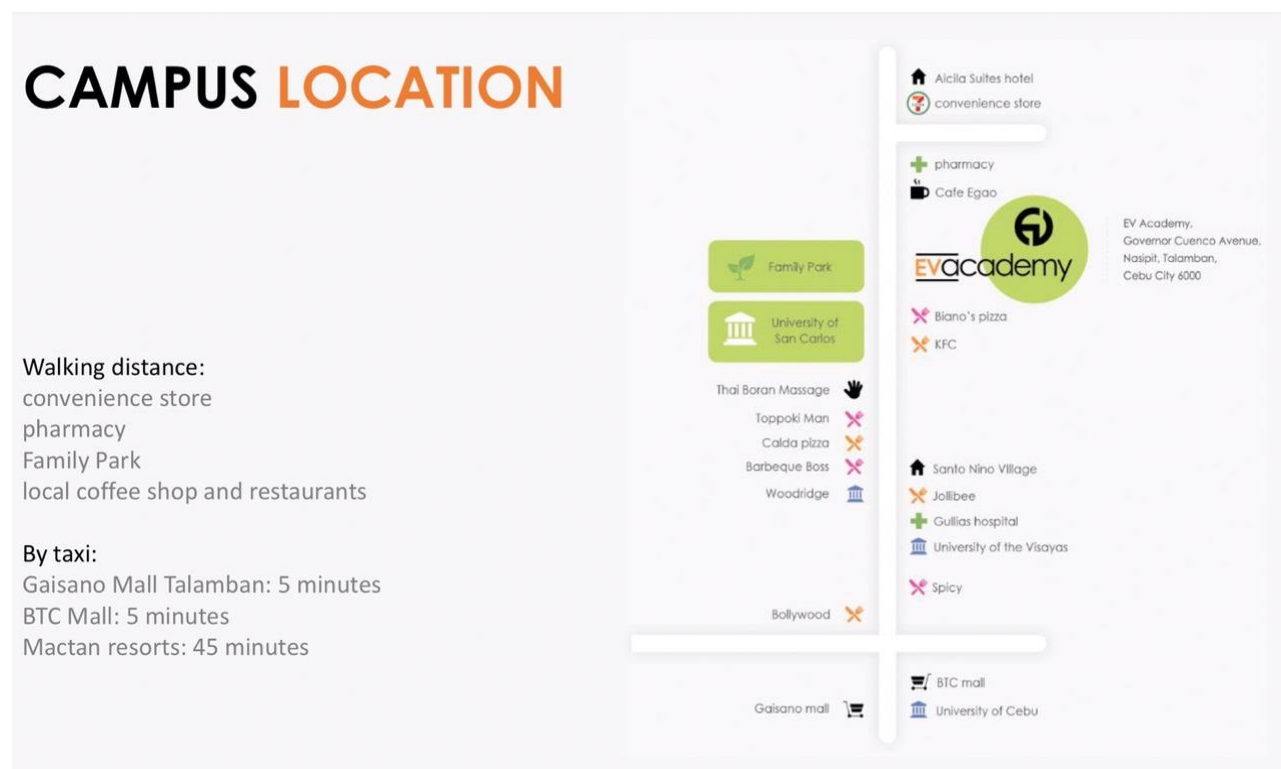 CAMPUS LOCATION
Walking distance:
convenience store
pharmacy
Family Park
local coffee shop and restaurants
By taxi:
Gaisano Mall Talamban: 5 minutes
BTC Mall: 5 minutes
Mactan resorts: 45 minutes
Aicila Suites hotel
convenience store
pharmacy
Cafe Egao
EVacademy
EV Academy,
Governor Cuenco Avenue,
Nasipit, Talamban,
Cebu City 6000
Family Park
University of
San Carlos
Biano's pizza
KFC
Thai Boran Massage
Toppoki Man
Calda pizza
Barbeque Boss
Woodridge
Santo Nino Village
Jollibee
Gullias hospital
University of the Visayas
Spicy
Bollywood
BTC mall
Gaisano mall
University of Cebu